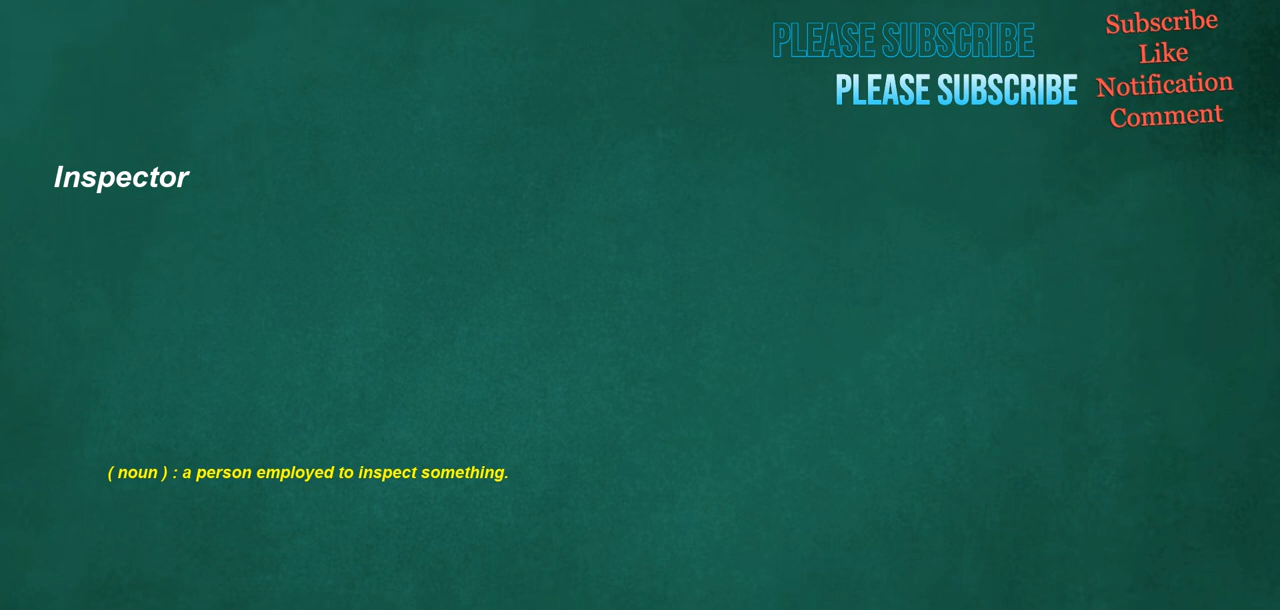 PLEASE SUBSCRIBE
PLEASE SUBSCRIBE
Subscribe
Like
Notification
Comment
Inspector
( noun ) : a person employed to inspect something.